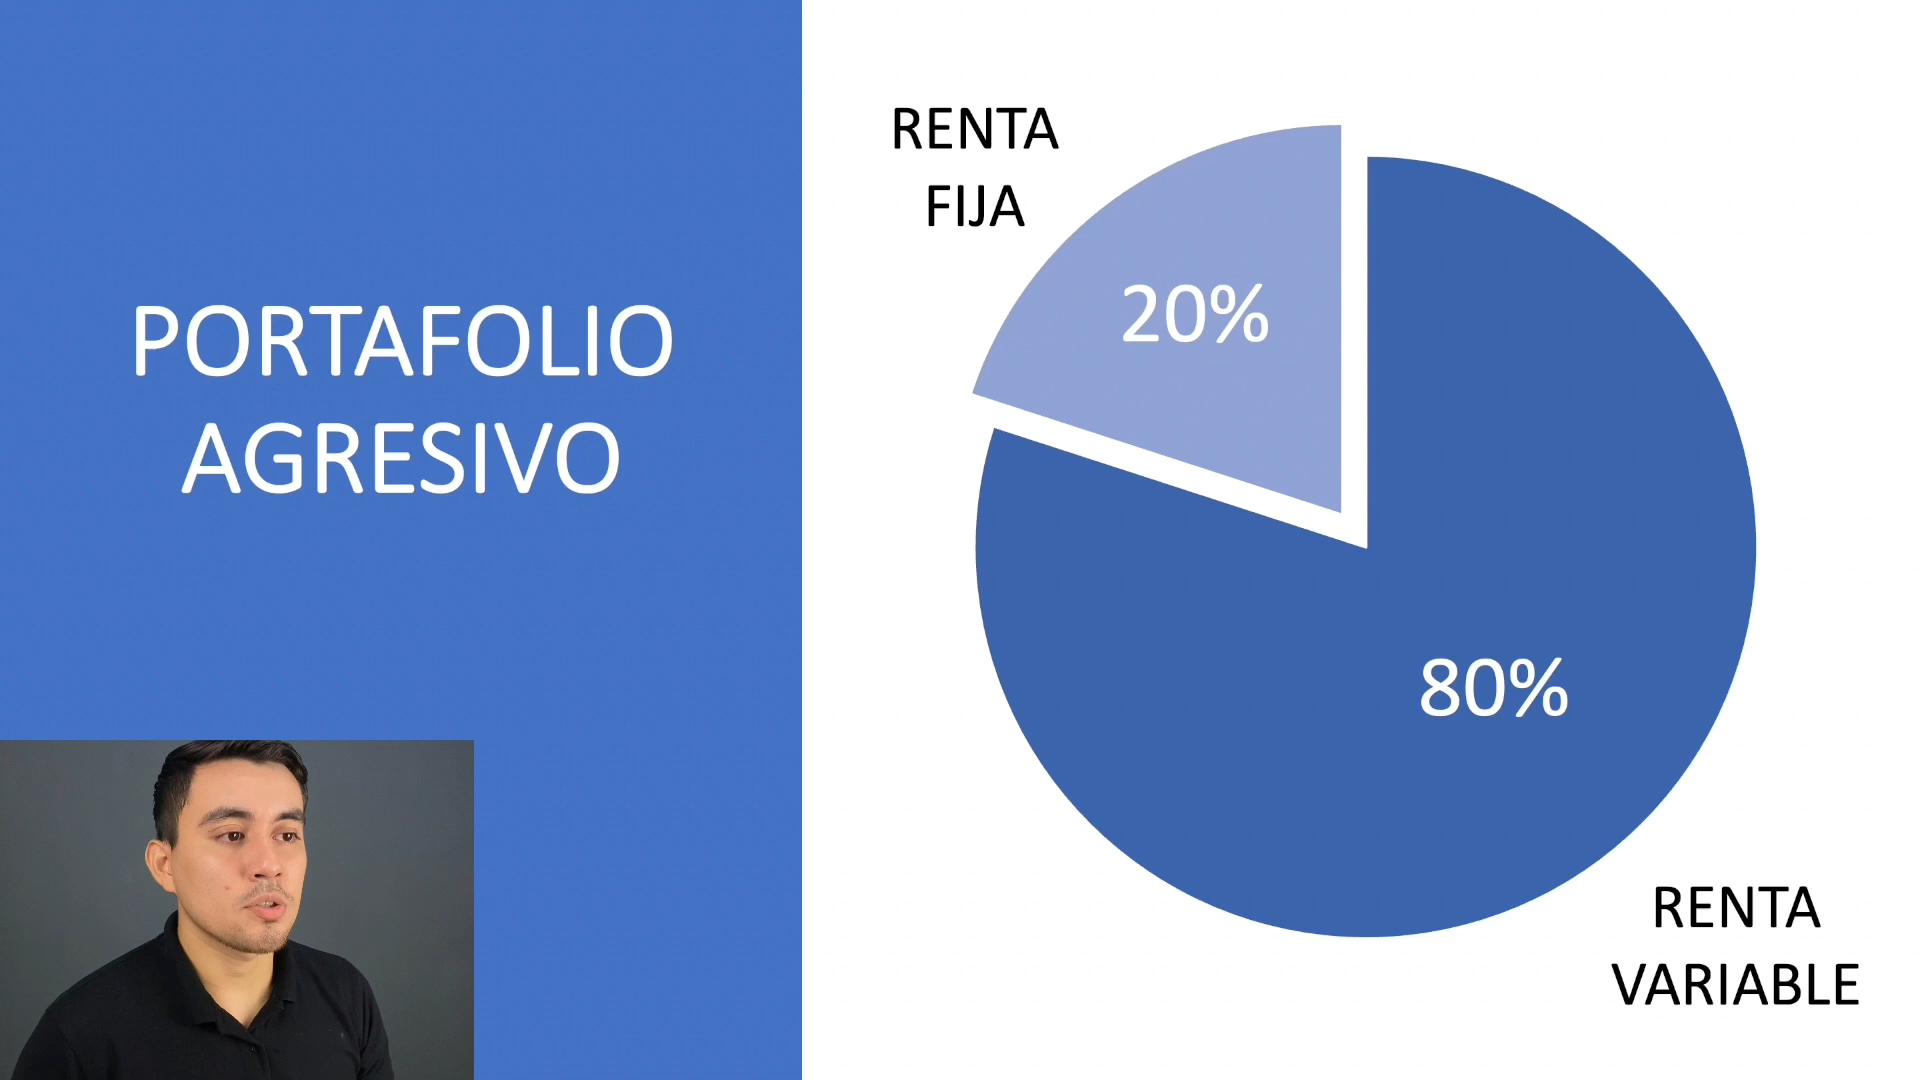 PORTAFOLIO
AGRESIVO
RENTA
FIJA
20%
80%
RENTA
VARIABLE